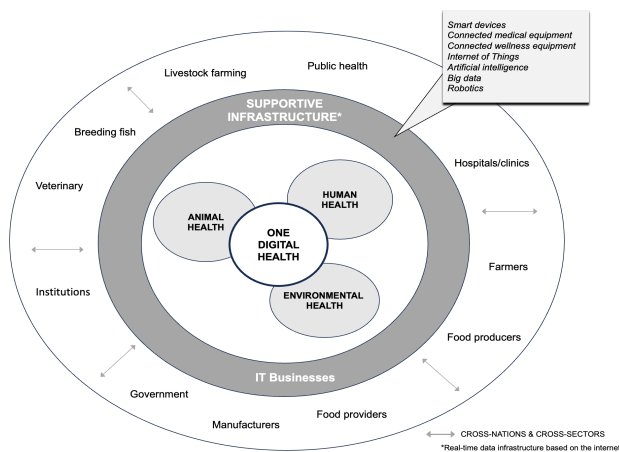 Smart devices
Connected medical equipment
Connected wellness equipment
Internet of Things
Artificial intelligence
Big data
Robotics
Public health
Livestock farming
SUPPORTIVE
INFRASTRUCTURE*
Breeding fish
Hospital/clinics
Veterinary
HUMAN
HEALTH
ANIMAL
HEALTH
ONE
DIGITAL
HEALTH
Farmers
Institutions
ENVIRONMENTAL
HEALTH
Food producers
IT Businesses
Government
Food providers
Manufacturers
CROSS-NATIONS & CROSS-SECTORS
*Real-time data infrastructure based on the internet